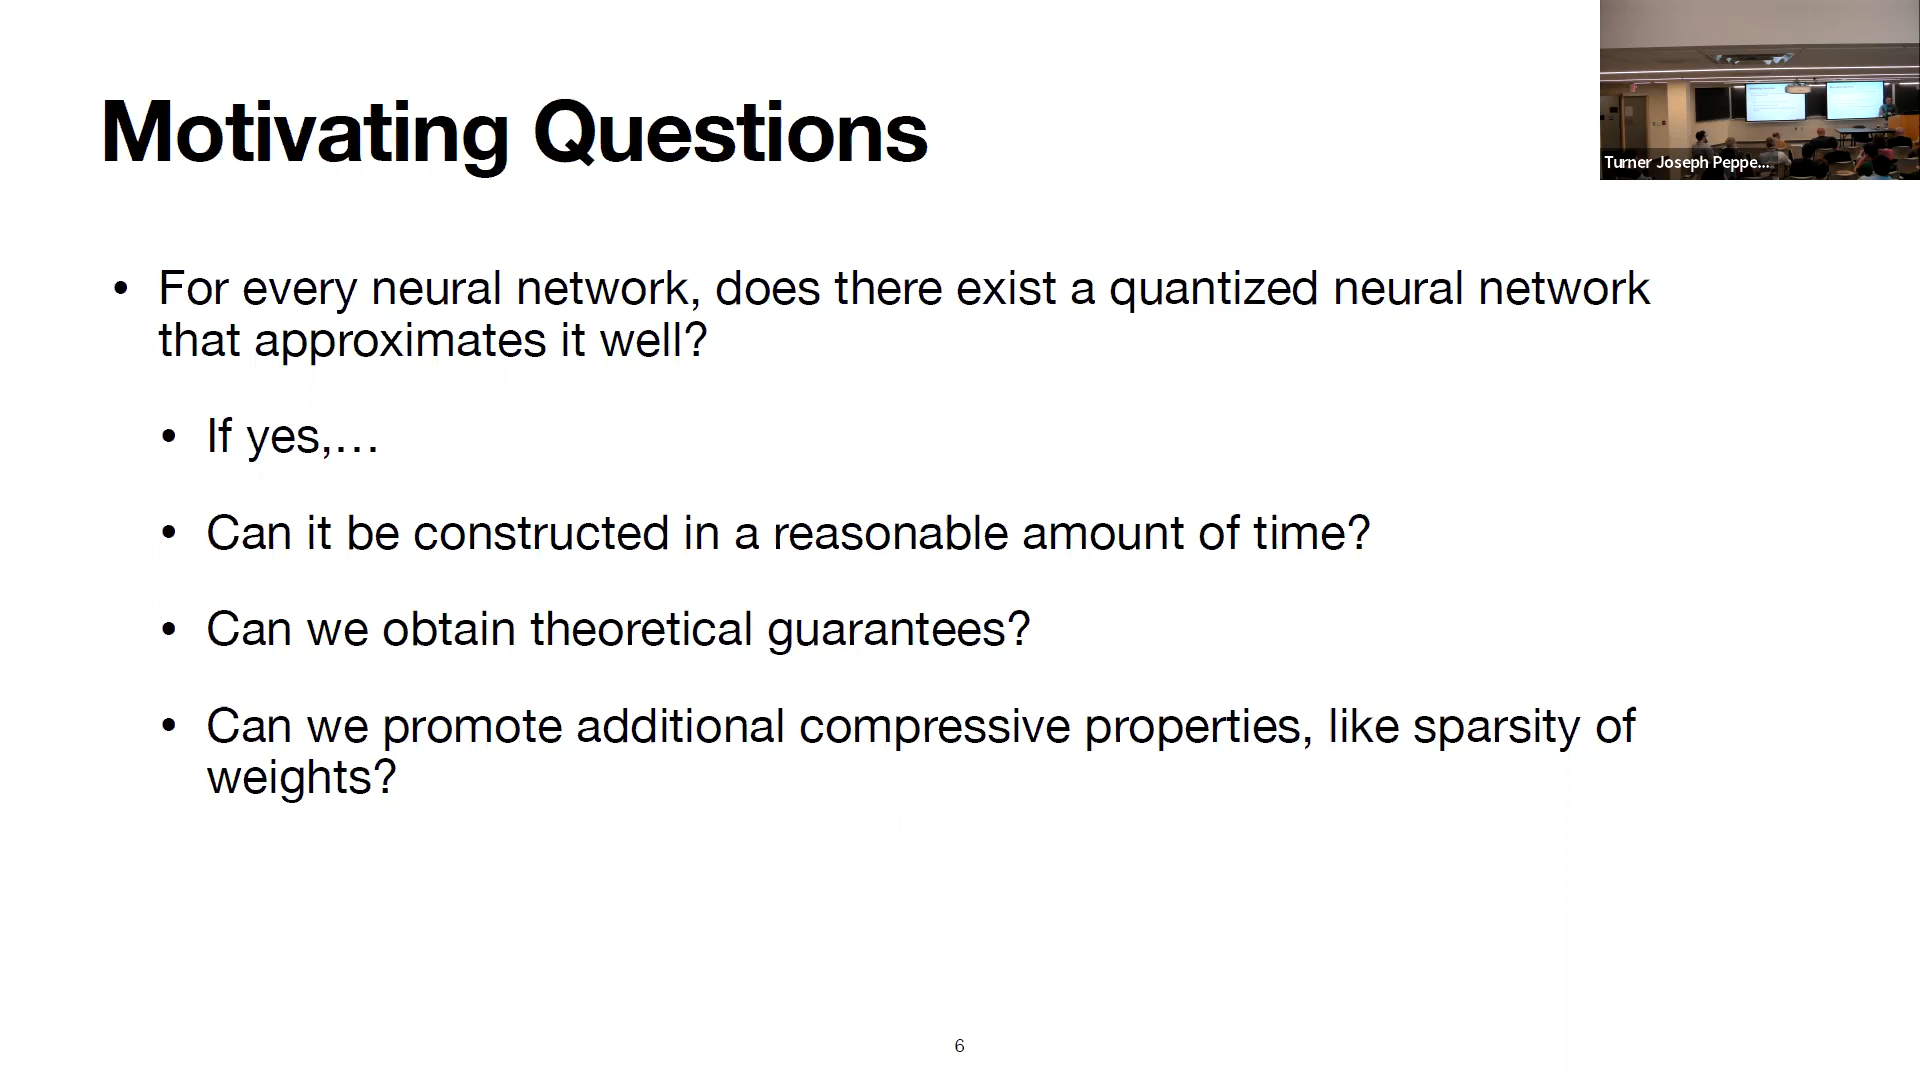 Motivating Questions
• For every neural network, does there exist a quantized neural network
that approximates it well?
• If yes,…
• Can it be constructed in a reasonable amount of time?
• Can we obtain theoretical guarantees?
• Can we promote additional compressive properties, like sparsity of
weights?
6
Turner Joseph Peppe...